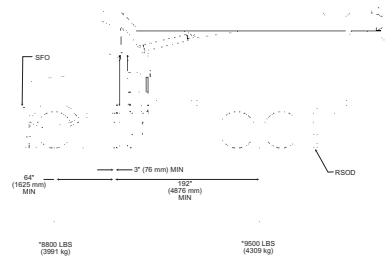 SFO
3" (76 mm) MIN
RSOD
64"
(1625 mm)
MIN
192"
(4876 mm)
MIN
*8800 LBS
(3991 kg)
*9500 LBS
(4309 kg)